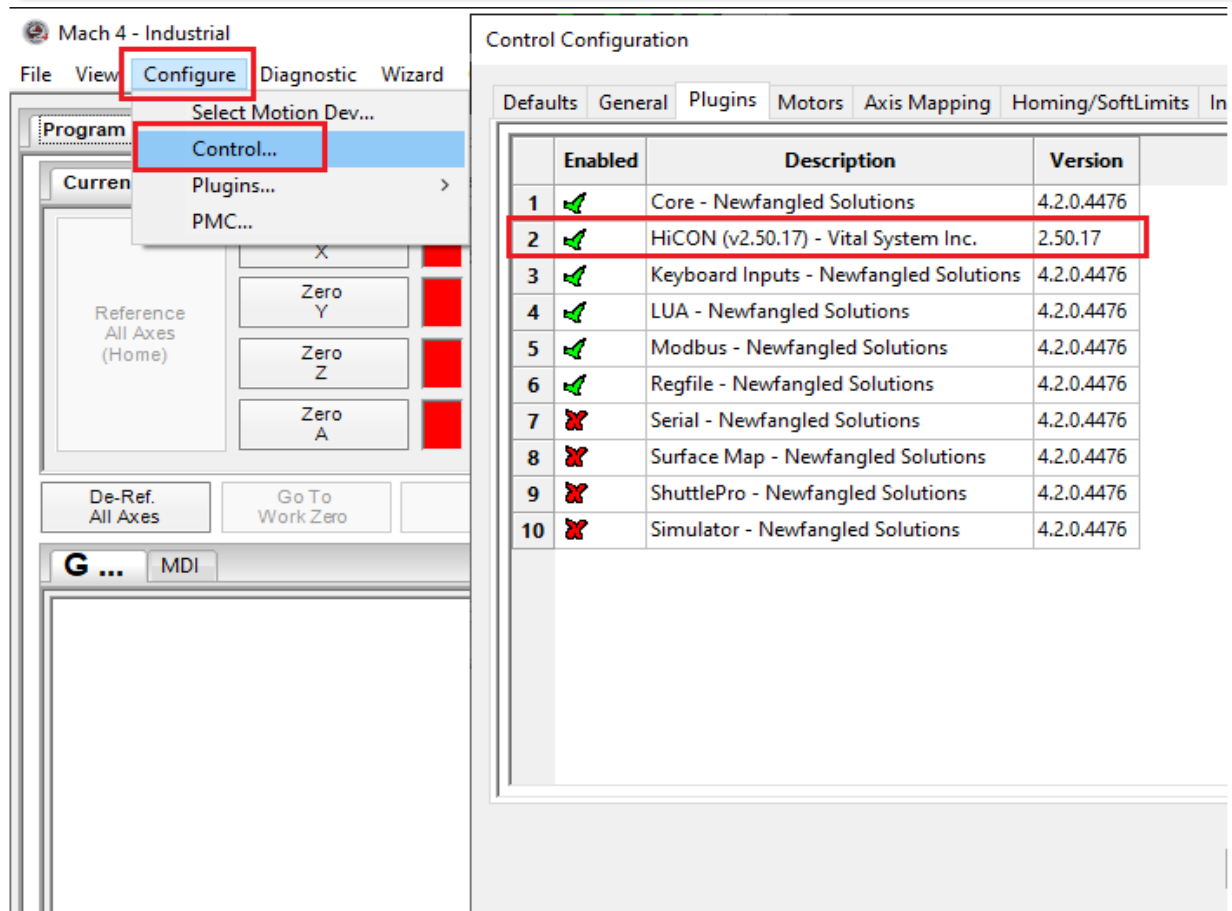 Mach 4 - Industrial
File View Configure Diagnostic Wizard
Select Motion Dev...
Control...
Plugins... >
PMC...
Program
Curren
Reference
All Axes
(Home)
X
Zero
Y
Zero
Z
Zero
A
De-Ref.
All Axes
Go To
Work Zero
G ... MDI
Control Configuration
Defaults General Plugins Motors Axis Mapping Homing/SoftLimits In
Enabled Description Version
1 Core - Newfangled Solutions 4.2.0.4476
2 HiCON (v2.50.17) - Vital System Inc. 2.50.17
3 Keyboard Inputs - Newfangled Solutions 4.2.0.4476
4 LUA - Newfangled Solutions 4.2.0.4476
5 Modbus - Newfangled Solutions 4.2.0.4476
6 Regfile - Newfangled Solutions 4.2.0.4476
7 Serial - Newfangled Solutions 4.2.0.4476
8 Surface Map - Newfangled Solutions 4.2.0.4476
9 ShuttlePro - Newfangled Solutions 4.2.0.4476
10 Simulator - Newfangled Solutions 4.2.0.4476